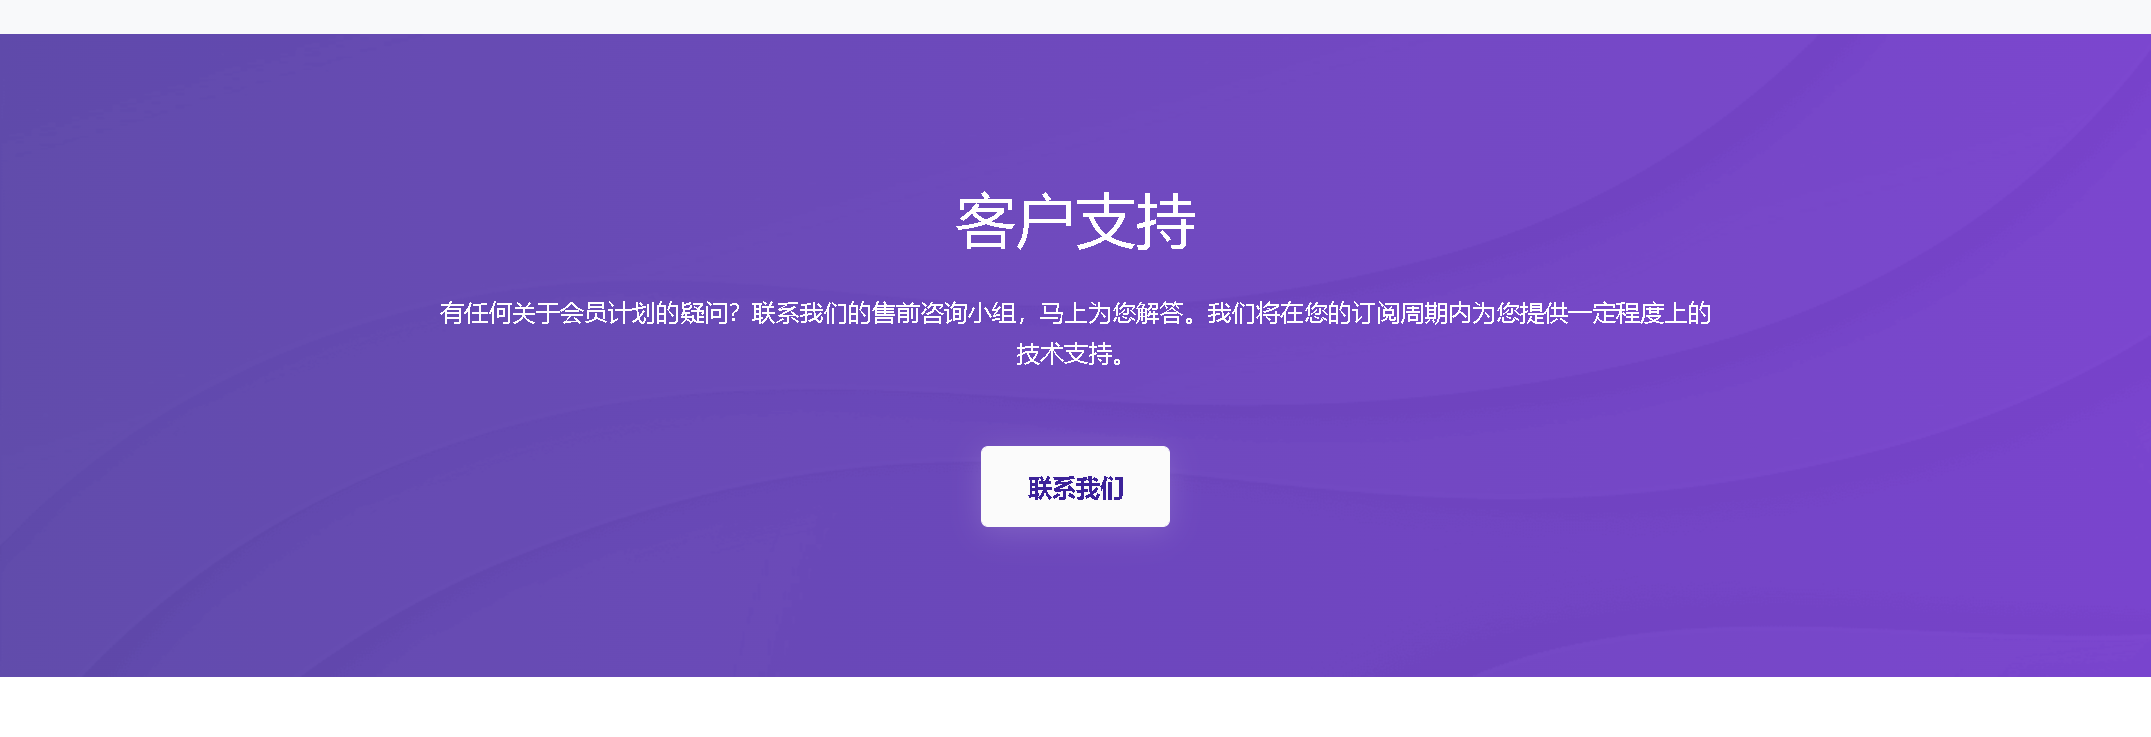 客户支持
有任何关于会员计划的疑问？联系我们的售前咨询小组，马上为您解答。我们将在您的订阅周期内为您提供一定程度上的
技术支持。
联系我们